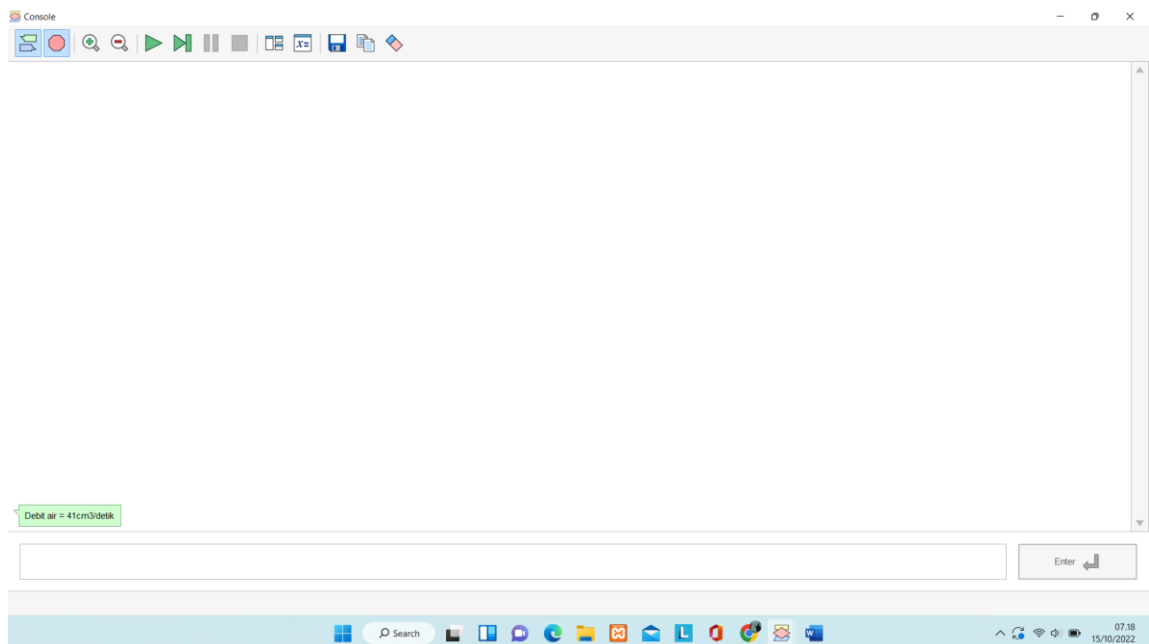 Console
x=
Debit air = 41cm3/detik
Enter
Search
L
W
07.18
15/10/2022